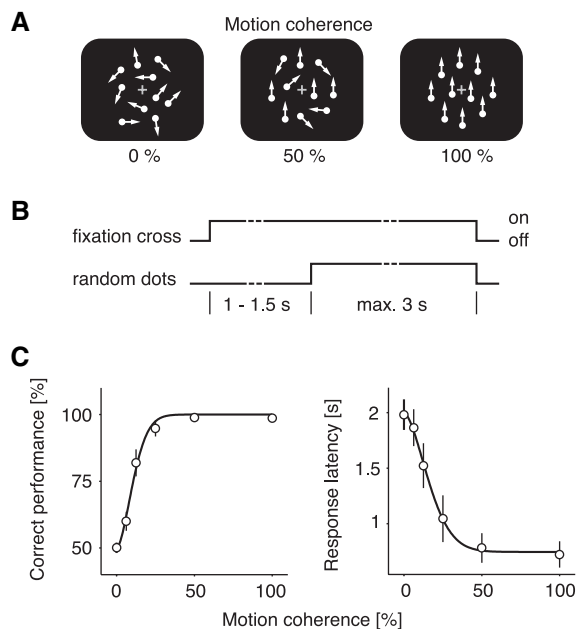 A
Motion coherence
0 %
50 %
100 %
B
fixation cross
on
off
random dots
1 - 1.5 s
max. 3 s
C
Correct performance [%]
100
75
50
0
50
100
Response latency [s]
2
1.5
1
0
50
100
Motion coherence [%]